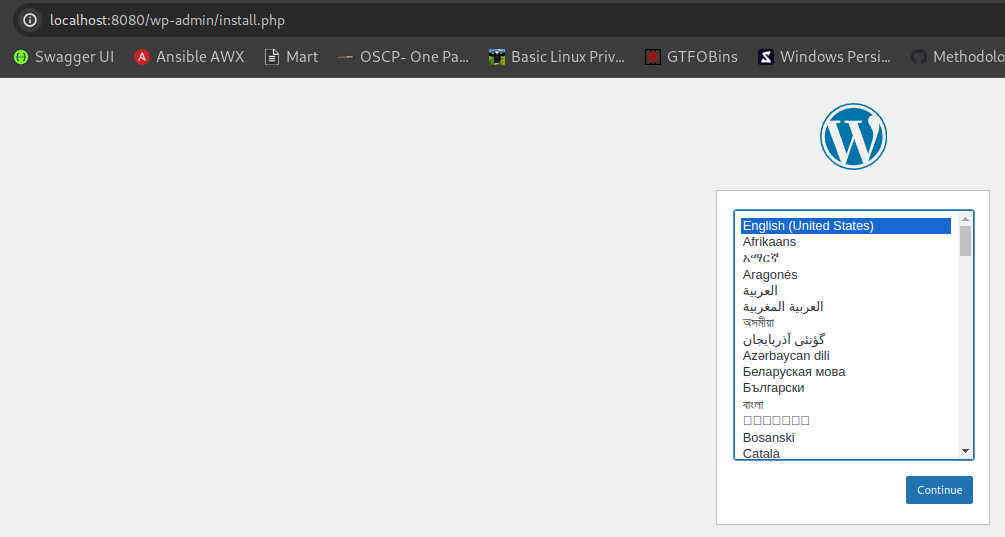 localhost:8080/wp-admin/install.php
Swagger UI Ansible AWX Mart OSCP- One Pa... Basic Linux Priv... GTFOBins Windows Persi... Methodolo
English (United States)
Afrikaans
አማርኛ
Aragonés
العربية
العربية المغربية
অসমীয়া
گؤنئی آذربایجان
Azərbaycan dili
Беларуская мова
Български
বাংলা
Bosanski
Català
Continue